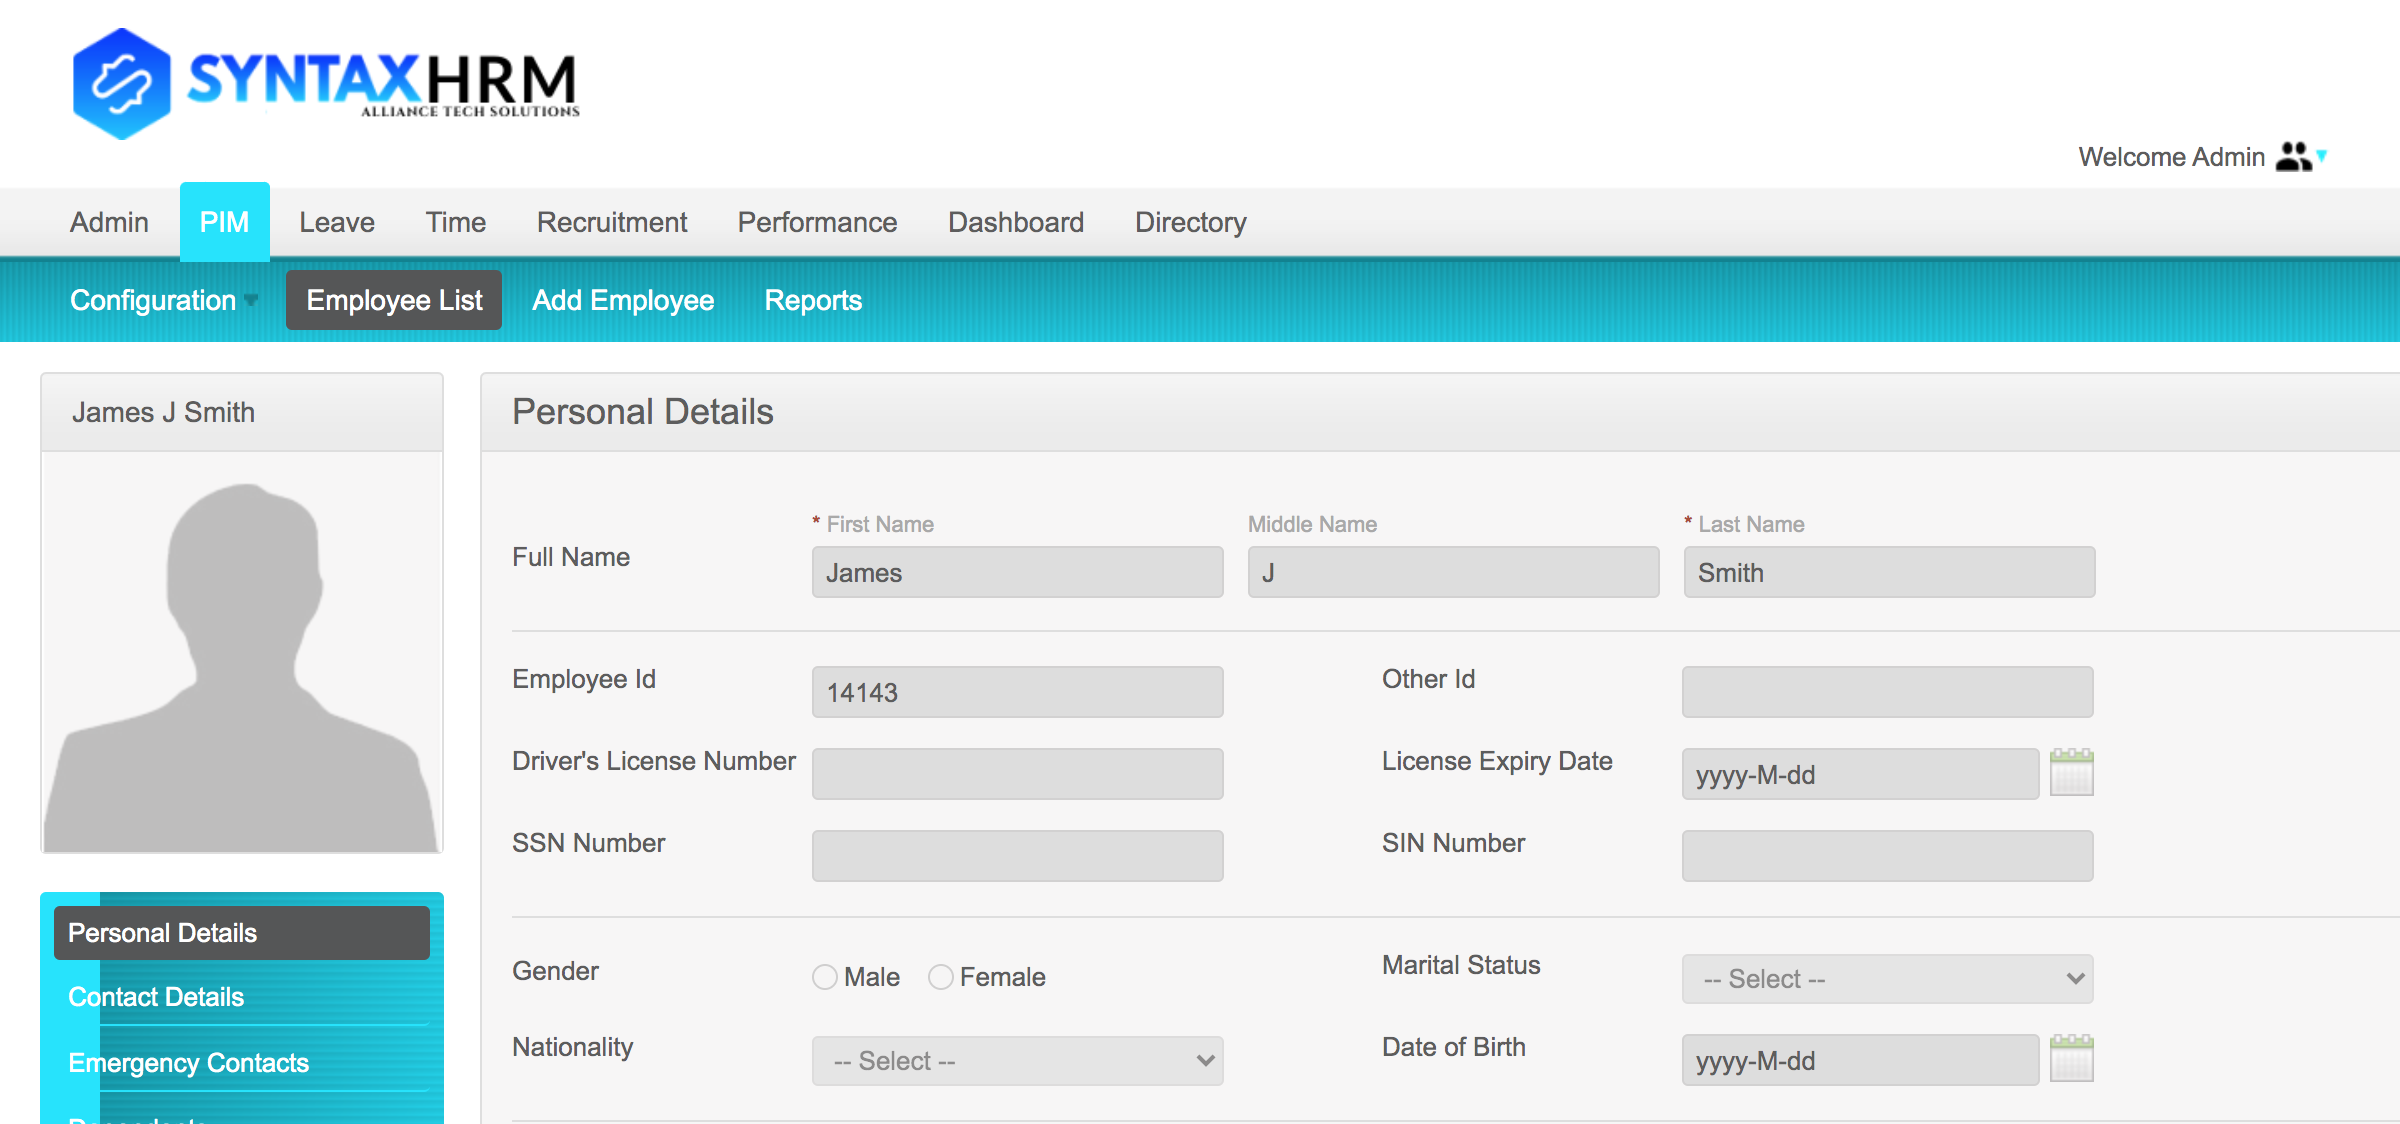 SYNTAXHRM
ALLIANCE TECH SOLUTIONS
Welcome Admin
Admin PIM Leave Time Recruitment Performance Dashboard Directory
Configuration Employee List Add Employee Reports
James J Smith
Personal Details
* First Name Middle Name * Last Name
Full Name James J Smith
Employee Id 14143 Other Id
Driver's License Number License Expiry Date yyyy-M-dd
SSN Number SIN Number
Gender Male Female Marital Status -- Select --
Nationality -- Select -- Date of Birth yyyy-M-dd
Personal Details
Contact Details
Emergency Contacts